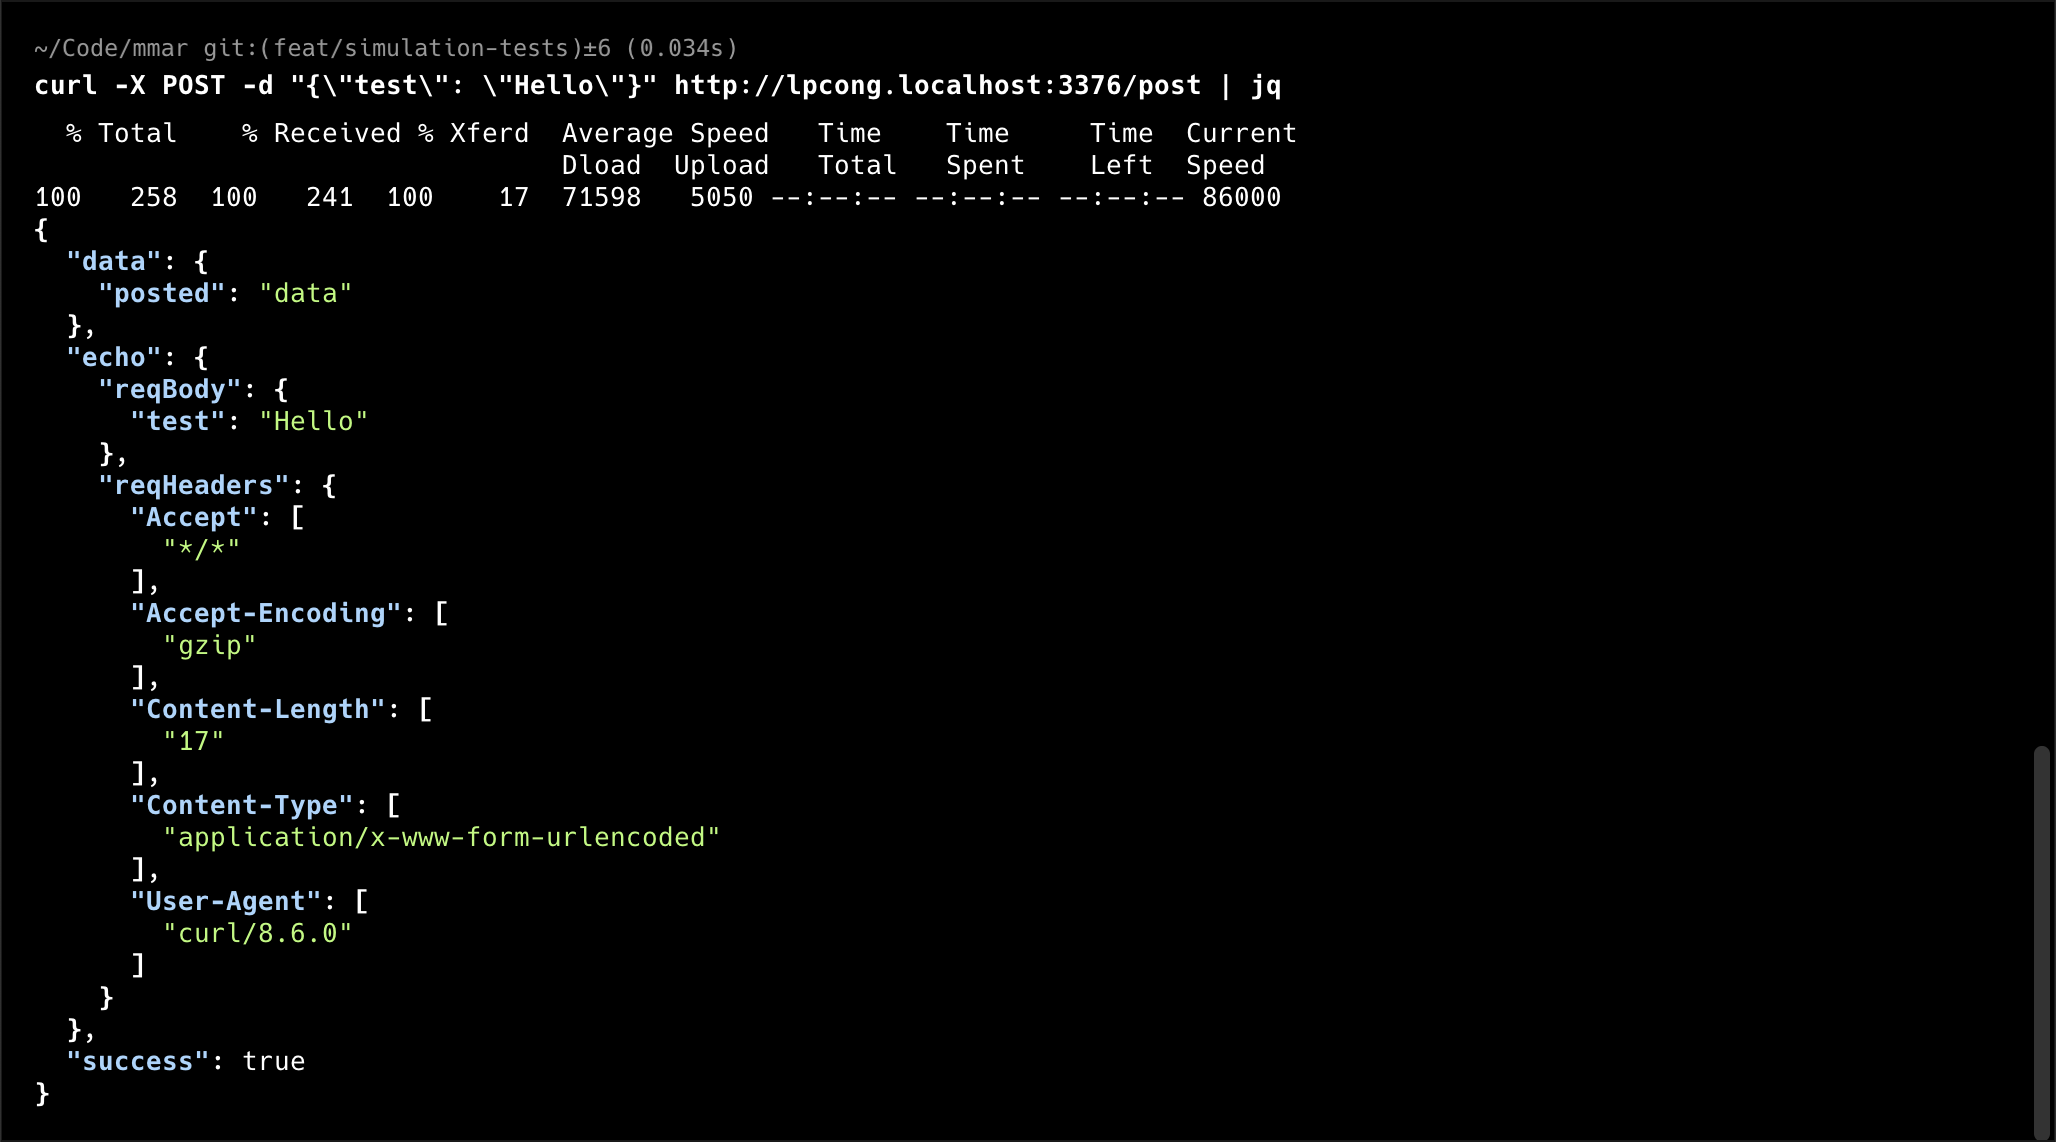 ~/Code/mmar git:(feat/simulation-tests)±6 (0.034s)
curl -X POST -d "{\"test\": \"Hello\"}" http://lpcong.localhost:3376/post | jq
  % Total    % Received % Xferd  Average Speed   Time    Time     Time  Current
                                 Dload  Upload   Total   Spent    Left  Speed
100   258  100   241  100    17  71598   5050 --:--:-- --:--:-- --:--:-- 86000
{
  "data": {
    "posted": "data"
  },
  "echo": {
    "reqBody": {
      "test": "Hello"
    },
    "reqHeaders": {
      "Accept": [
        "*/*"
      ],
      "Accept-Encoding": [
        "gzip"
      ],
      "Content-Length": [
        "17"
      ],
      "Content-Type": [
        "application/x-www-form-urlencoded"
      ],
      "User-Agent": [
        "curl/8.6.0"
      ]
    }
  },
  "success": true
}